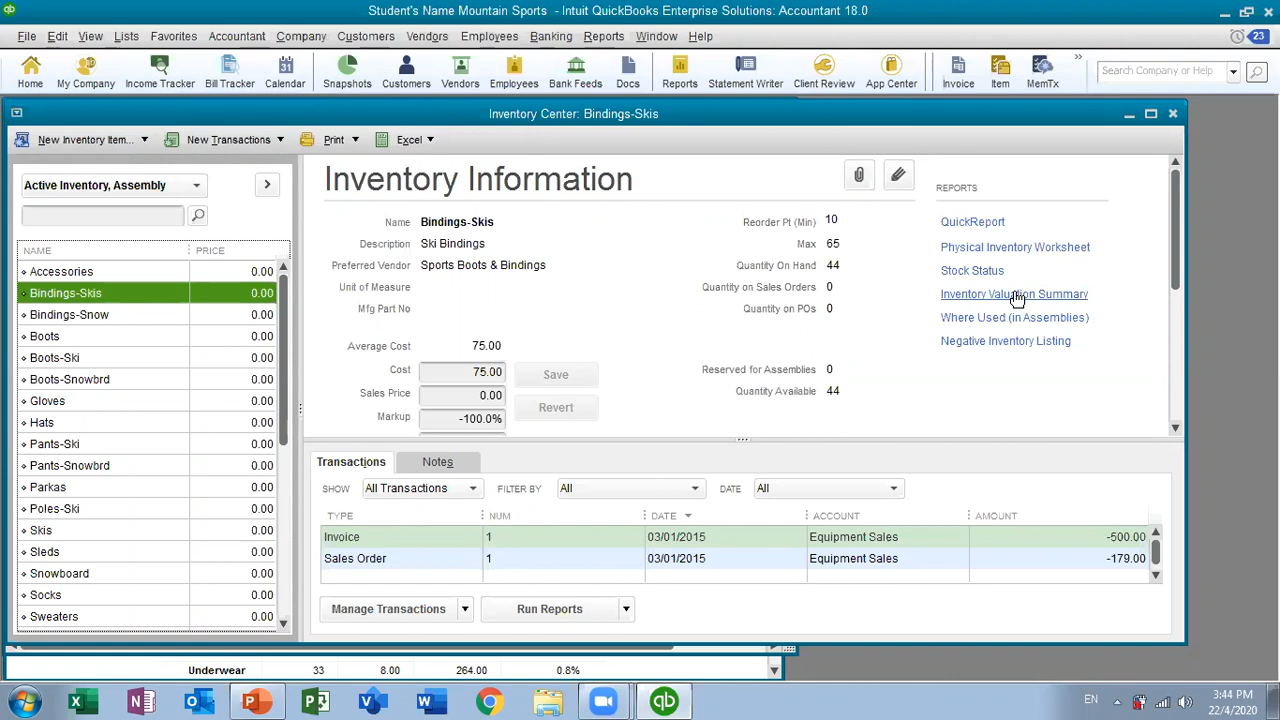 Student's Name Mountain Sports - Intuit QuickBooks Enterprise Solutions: Accountant 18.0
File Edit View Lists Favorites Accountant Company Customers Vendors Employees Banking Reports Window Help 23
Home My Company Income Tracker Bill Tracker Calendar Snapshots Customers Vendors Employees Bank Feeds Docs Reports Statement Writer Client Review App Center Invoice Item MemTx » Search Company or Help
Inventory Center: Bindings-Skis
New Inventory Item... New Transactions Print Excel
Active Inventory, Assembly
NAME PRICE
Accessories 0.00
Bindings-Skis 0.00
Bindings-Snow 0.00
Boots 0.00
Boots-Ski 0.00
Boots-Snowbrd 0.00
Gloves 0.00
Hats 0.00
Pants-Ski 0.00
Pants-Snowbrd 0.00
Parkas 0.00
Poles-Ski 0.00
Skis 0.00
Sleds 0.00
Snowboard 0.00
Socks 0.00
Sweaters 0.00
Inventory Information
Name Bindings-Skis
Description Ski Bindings
Preferred Vendor Sports Boots & Bindings
Unit of Measure
Mfg Part No
Average Cost 75.00
Cost 75.00 Save
Sales Price 0.00
Markup -100.0% Revert
Reorder Pt (Min) 10
Max 65
Quantity On Hand 44
Quantity on Sales Orders 0
Quantity on POs 0
Reserved for Assemblies 0
Quantity Available 44
REPORTS
QuickReport
Physical Inventory Worksheet
Stock Status
Inventory Valuation Summary
Where Used (in Assemblies)
Negative Inventory Listing
Transactions Notes
SHOW All Transactions FILTER BY All DATE All
TYPE NUM DATE ACCOUNT AMOUNT
Invoice 1 03/01/2015 Equipment Sales -500.00
Sales Order 1 03/01/2015 Equipment Sales -179.00
Manage Transactions Run Reports
Underwear 33 8.00 264.00 0.8%
EN 3:44 PM
22/4/2020